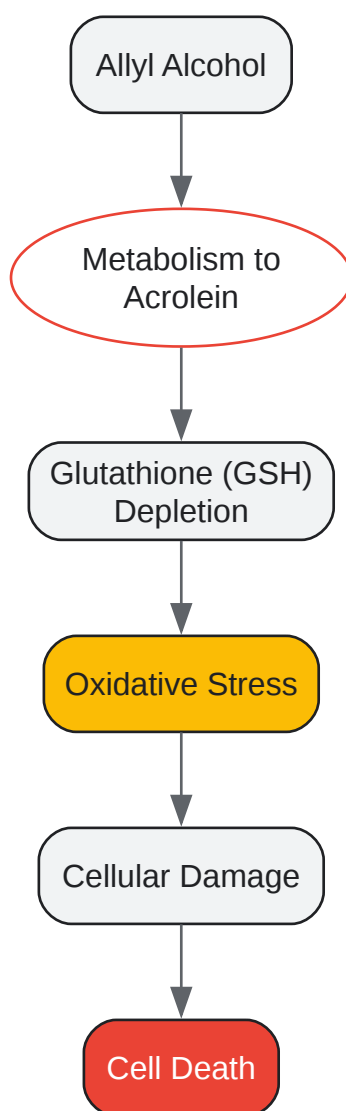 Allyl Alcohol
Metabolism to
Acrolein
Glutathione (GSH)
Depletion
Oxidative Stress
Cellular Damage
Cell Death